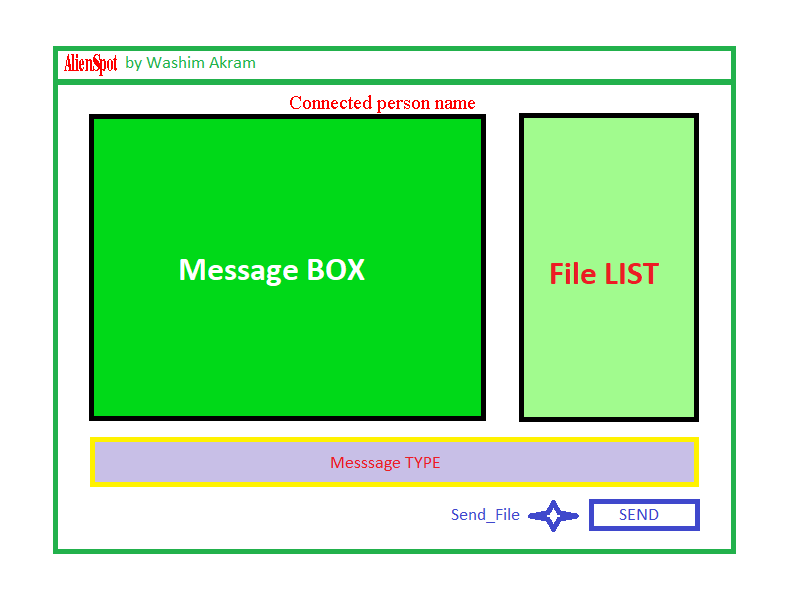 AlienSpot by Washim Akram
Connected person name
Message BOX
File LIST
Messsage TYPE
Send_File
SEND